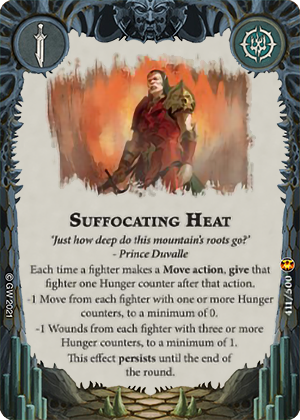 SUFFOCATING HEAT
'Just how deep do this mountain's roots go?'
- Prince Duvalle
Each time a fighter makes a Move action, give that
fighter one Hunger counter after that action.
-1 Move from each fighter with one or more Hunger
counters, to a minimum of 0.
-1 Wounds from each fighter with three or more
Hunger counters, to a minimum of 1.
This effect persists until the end of
the round.
© GW 2021
411/500